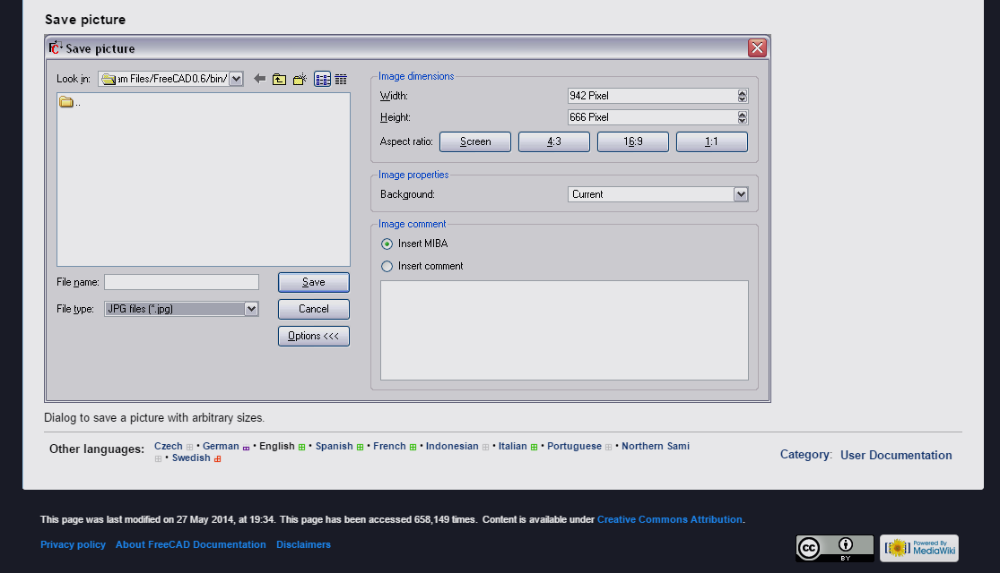 Save picture
Save picture
Look in: am Files/FreeCAD0.6/bin/
..
File name:
Save
File type: JPG files (*.jpg)
Cancel
Options <<<
Image dimensions
Width: 942 Pixel
Height: 666 Pixel
Aspect ratio: Screen 4:3 16:9 1:1
Image properties
Background: Current
Image comment
Insert MIBA
Insert comment
Dialog to save a picture with arbitrary sizes.
Other languages: Czech • German • English • Spanish • French • Indonesian • Italian • Portuguese • Northern Sami
• Swedish
Category: User Documentation
This page was last modified on 27 May 2014, at 19:34. This page has been accessed 658,149 times. Content is available under Creative Commons Attribution.
Privacy policy About FreeCAD Documentation Disclaimers
cc BY
Powered By
MediaWiki